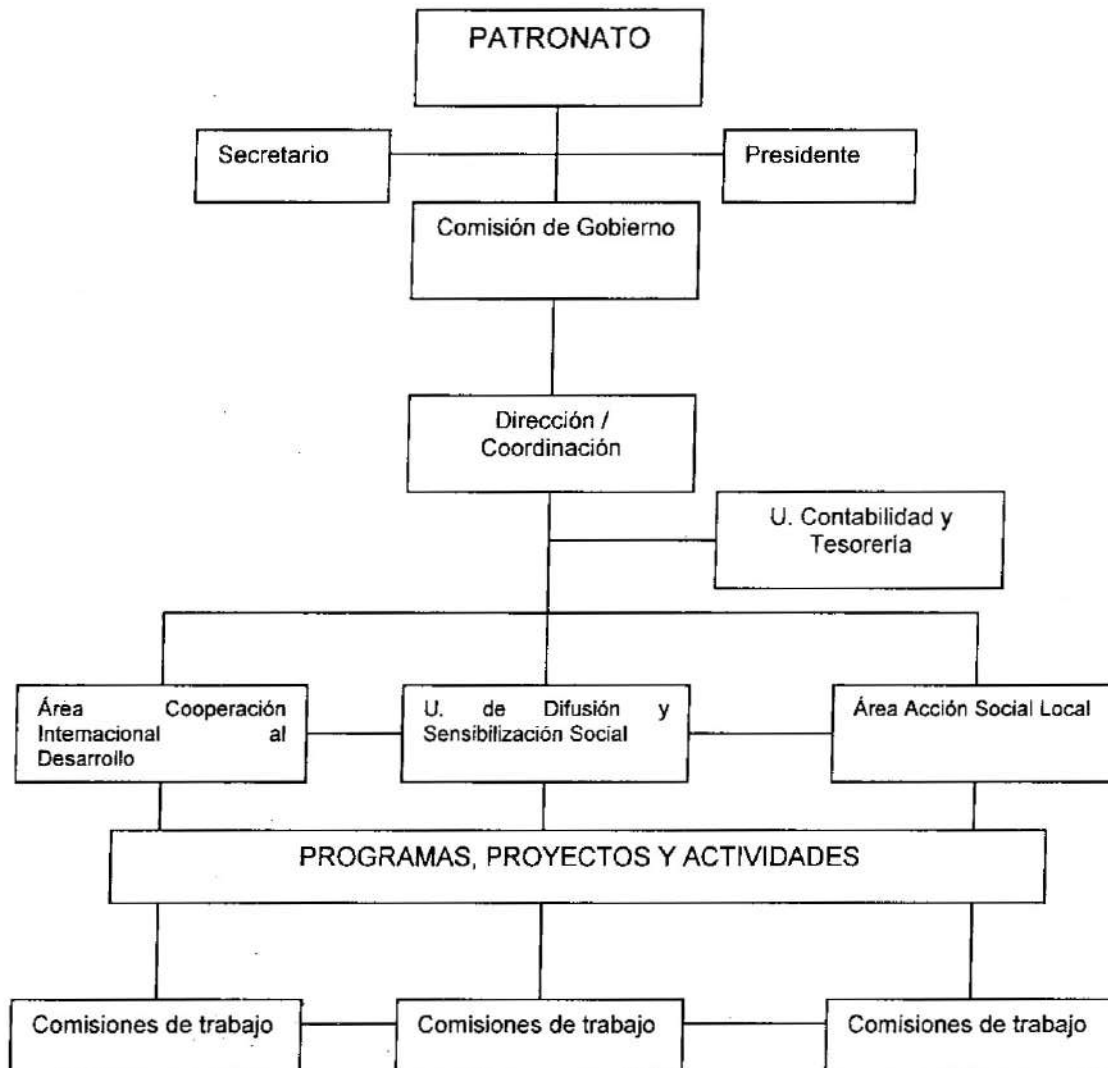 PATRONATO
Secretario
Presidente
Comisión de Gobierno
Dirección /
Coordinación
U. Contabilidad y
Tesorería
Área Cooperación
Internacional al
Desarrollo
U. de Difusión y
Sensibilización Social
Área Acción Social Local
PROGRAMAS, PROYECTOS Y ACTIVIDADES
Comisiones de trabajo
Comisiones de trabajo
Comisiones de trabajo